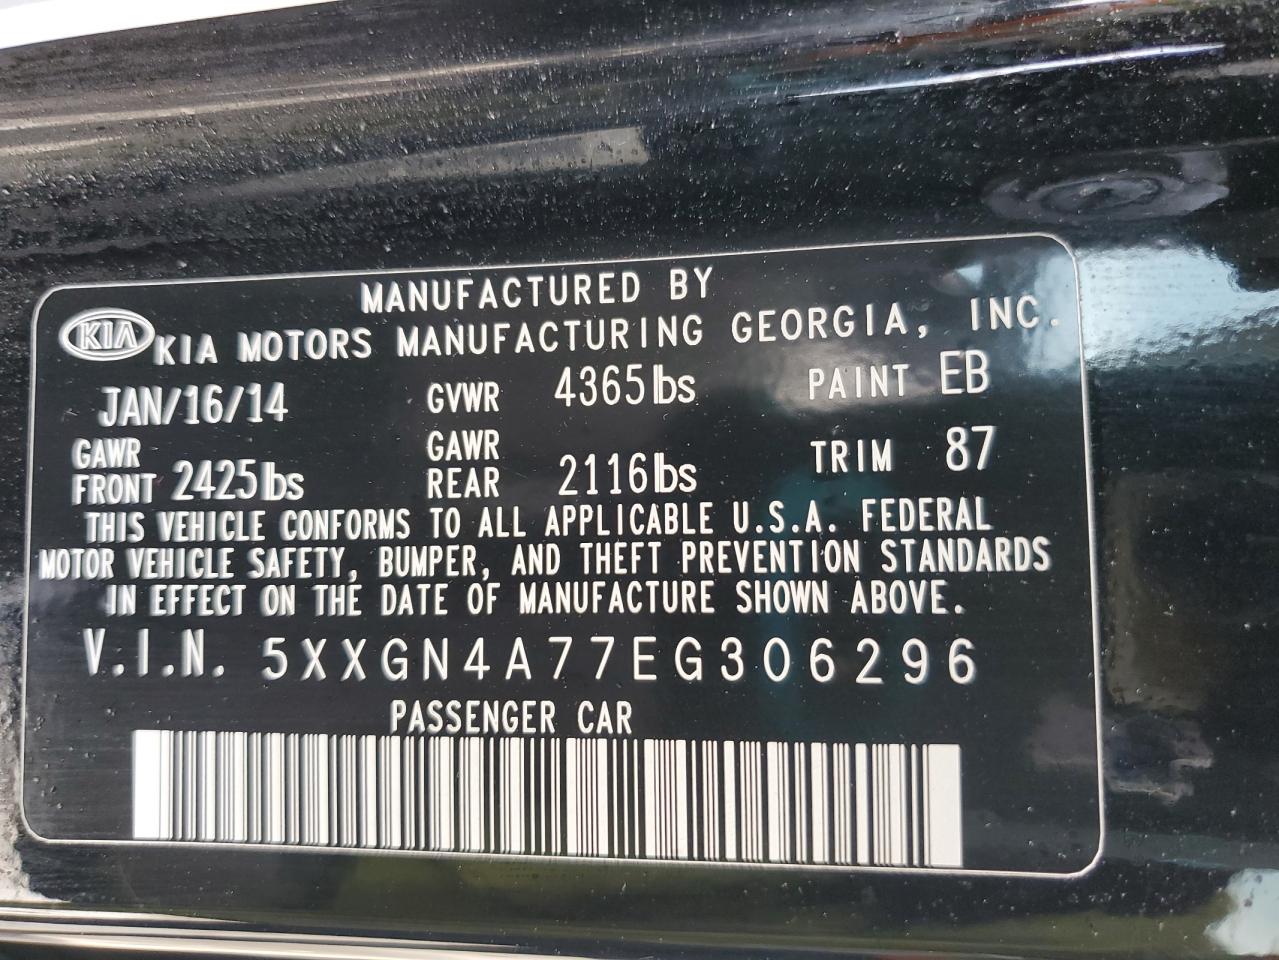 MANUFACTURED BY
KIA KIA MOTORS MANUFACTURING GEORGIA, INC.
JAN/16/14 GVWR 4365lbs PAINT EB
GAWR FRONT 2425lbs GAWR REAR 2116lbs TRIM 87
THIS VEHICLE CONFORMS TO ALL APPLICABLE U.S.A. FEDERAL
MOTOR VEHICLE SAFETY, BUMPER, AND THEFT PREVENTION STANDARDS
IN EFFECT ON THE DATE OF MANUFACTURE SHOWN ABOVE.
V.I.N. 5XXGN4A77EG306296
PASSENGER CAR